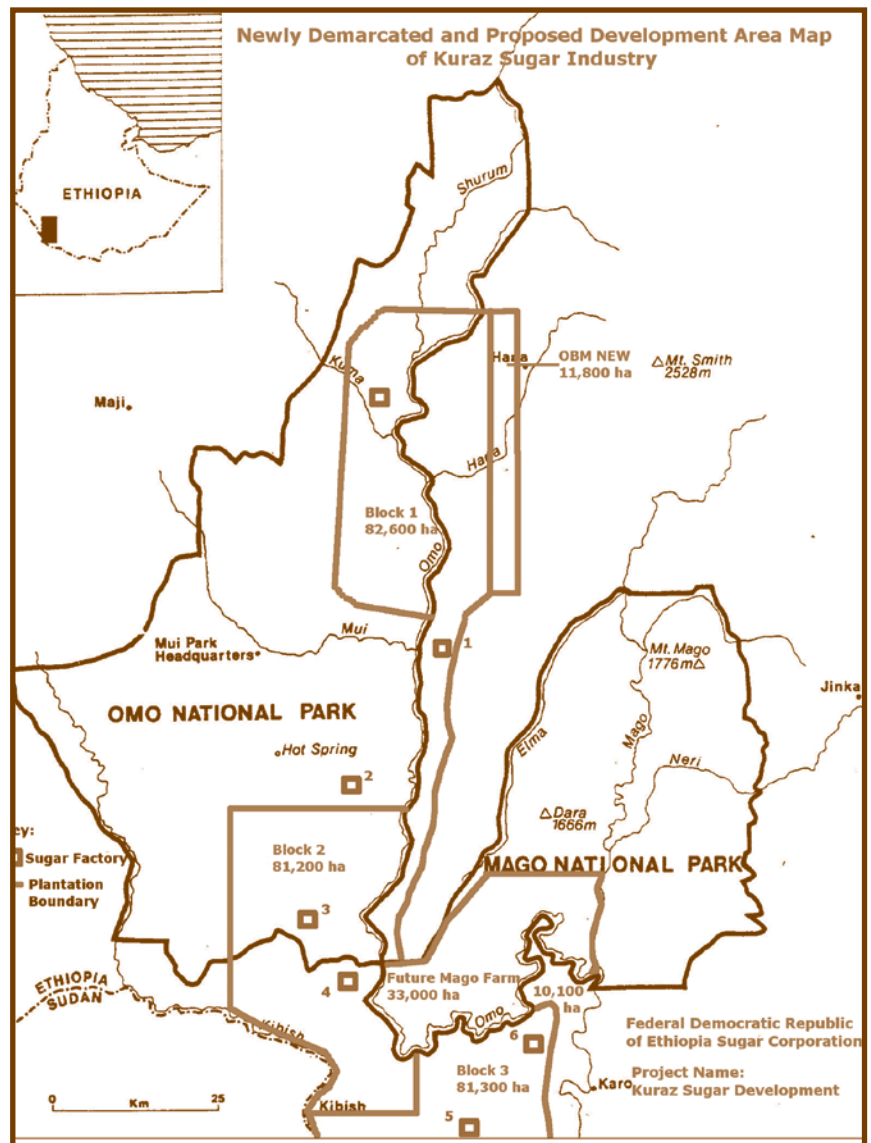 Newly Demarcated and Proposed Development Area Map
of Kuraz Sugar Industry
ETHIOPIA
Shurum
Kuma
Hana
OBM NEW
11,800 ha
Mt. Smith
2528m
Maji
Hana
Block 1
82,600 ha
Omo
Mui
1
Mui Park
Headquarters
Mt. Mago
1776m
Jinka
OMO NATIONAL PARK
Elma
Mago
Neri
Hot Spring
2
Dara
1666m
ey:
Sugar Factory
Plantation
Boundary
Block 2
81,200 ha
MAGO NATIONAL PARK
3
4
Future Mago Farm
33,000 ha
10,100
ha
ETHIOPIA
SUDAN
Kibish
Omo
6
Federal Democratic Republic
of Ethiopia Sugar Corporation
Block 3
81,300 ha
Project Name:
Kuraz Sugar Development
Karo
0 25
Km
Kibish
5